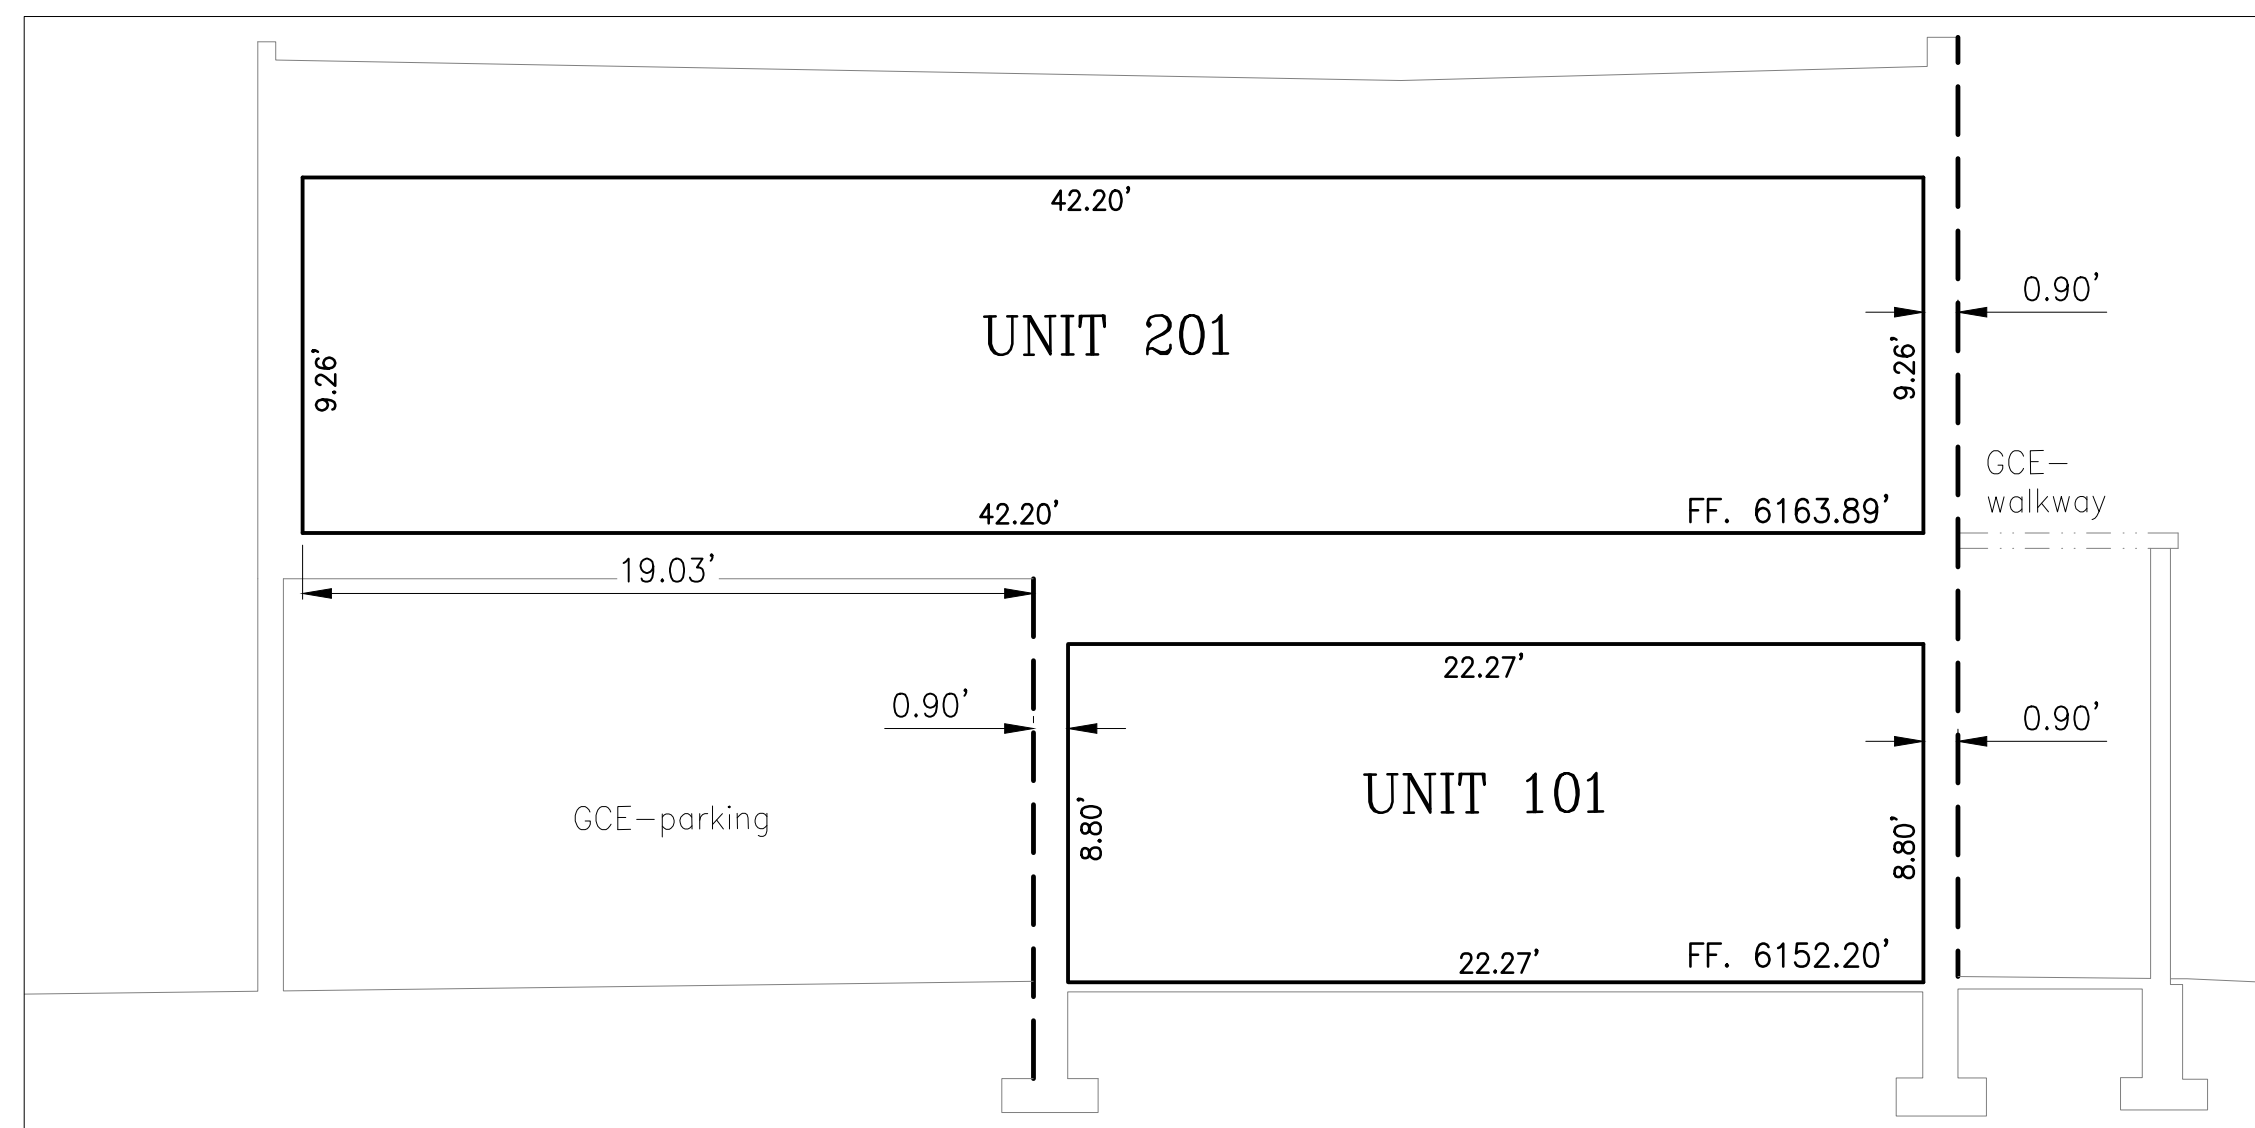 42.20'
UNIT 201
0.90'
9.26'
9.26'
GCE-
walkway
42.20'
FF. 6163.89'
19.03'
22.27'
0.90'
0.90'
UNIT 101
GCE-parking
8.80'
8.80'
22.27'
FF. 6152.20'